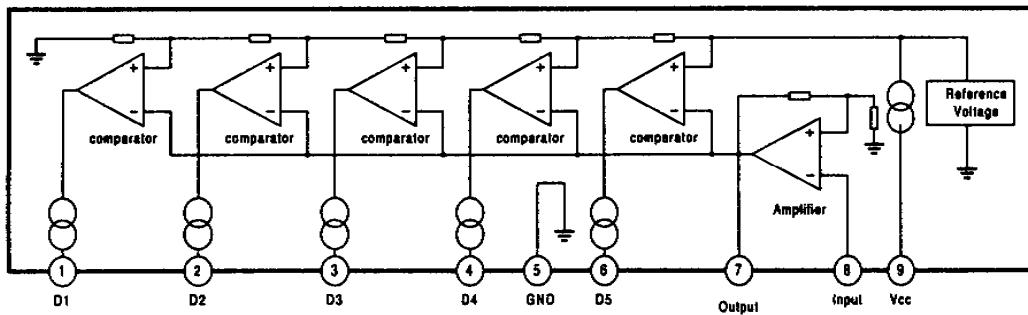 + + + + +
− − − − −
comparator comparator comparator comparator comparator
Reference
Voltage
+
−
Amplifier
1 2 3 4 5 6 7 8 9
D1 D2 D3 D4 GND D5 Output Input Vcc